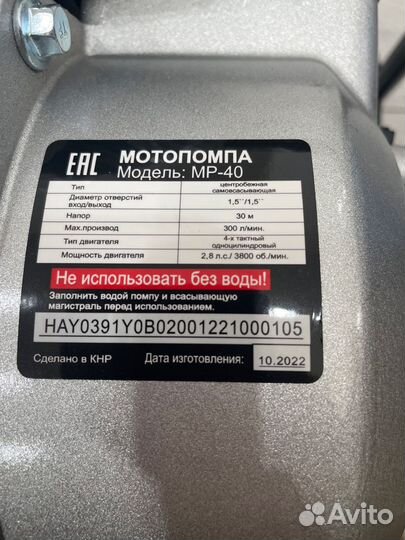 EAC МОТОПОМПА
Модель: MP-40
Тип центробежная
самовсасывающая
Диаметр отверстий
вход/выход 1,5``/1,5``
Напор 30 м
Мах.производ 300 л/мин.
Тип двигателя 4-х тактный
одноцилиндровый
Мощность двигателя 2,8 л.с./ 3800 об./мин.
Не использовать без воды!
Заполнить водой помпу и всасывающую
магистраль перед использованием.
HAY0391Y0B02001221000105
Сделано в КНР Дата изготовления: 10.2022
Avito